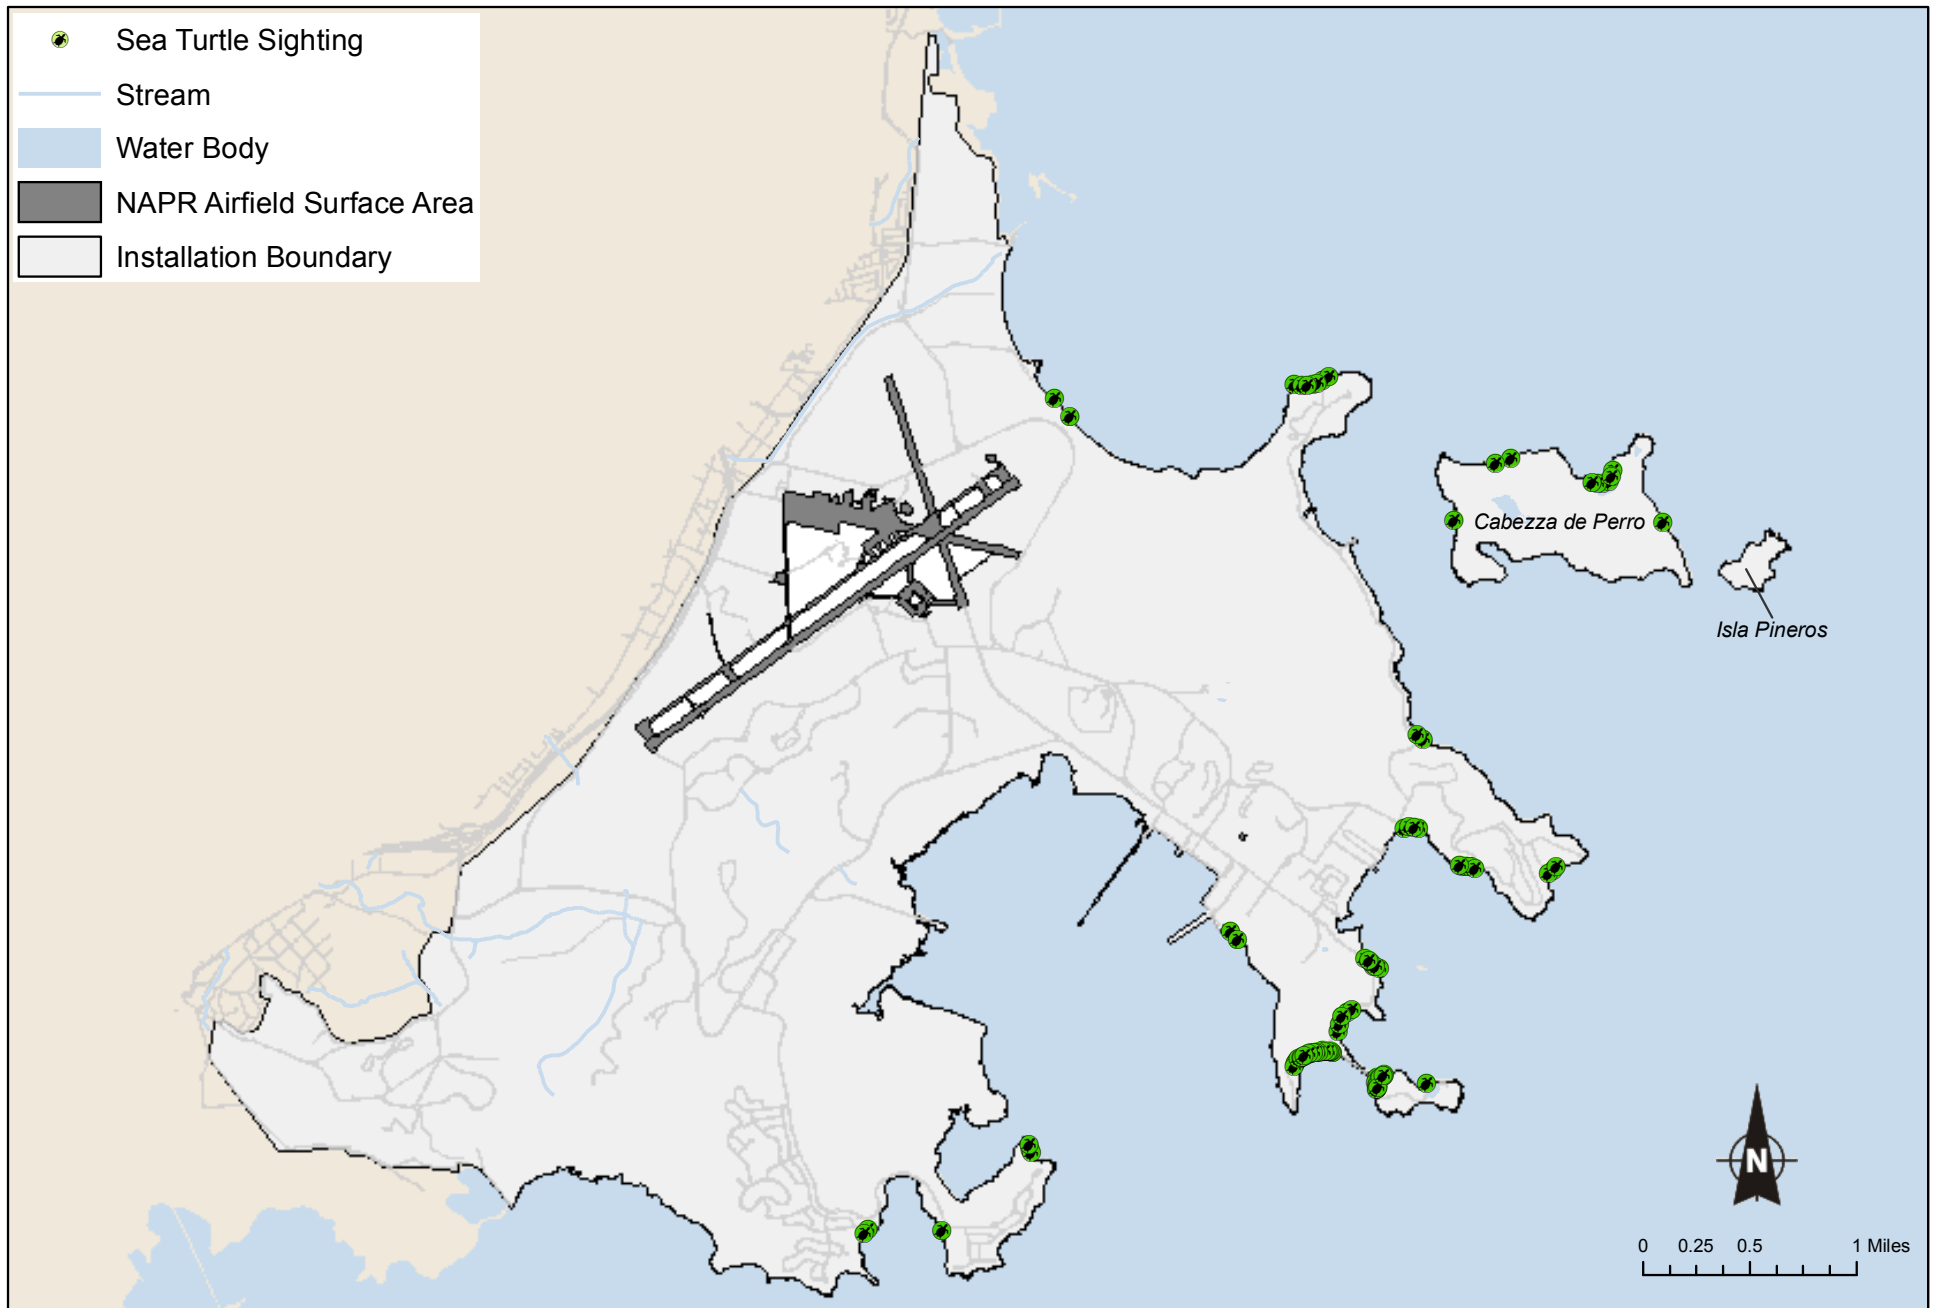 Sea Turtle Sighting
Stream
Water Body
NAPR Airfield Surface Area
Installation Boundary
Cabezza de Perro
Isla Pineros
N
0 0.25 0.5 1 Miles